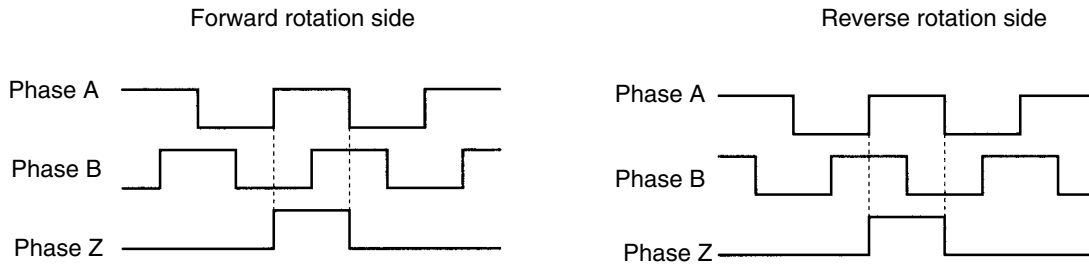 Forward rotation side
Phase A
Phase B
Phase Z
Reverse rotation side
Phase A
Phase B
Phase Z